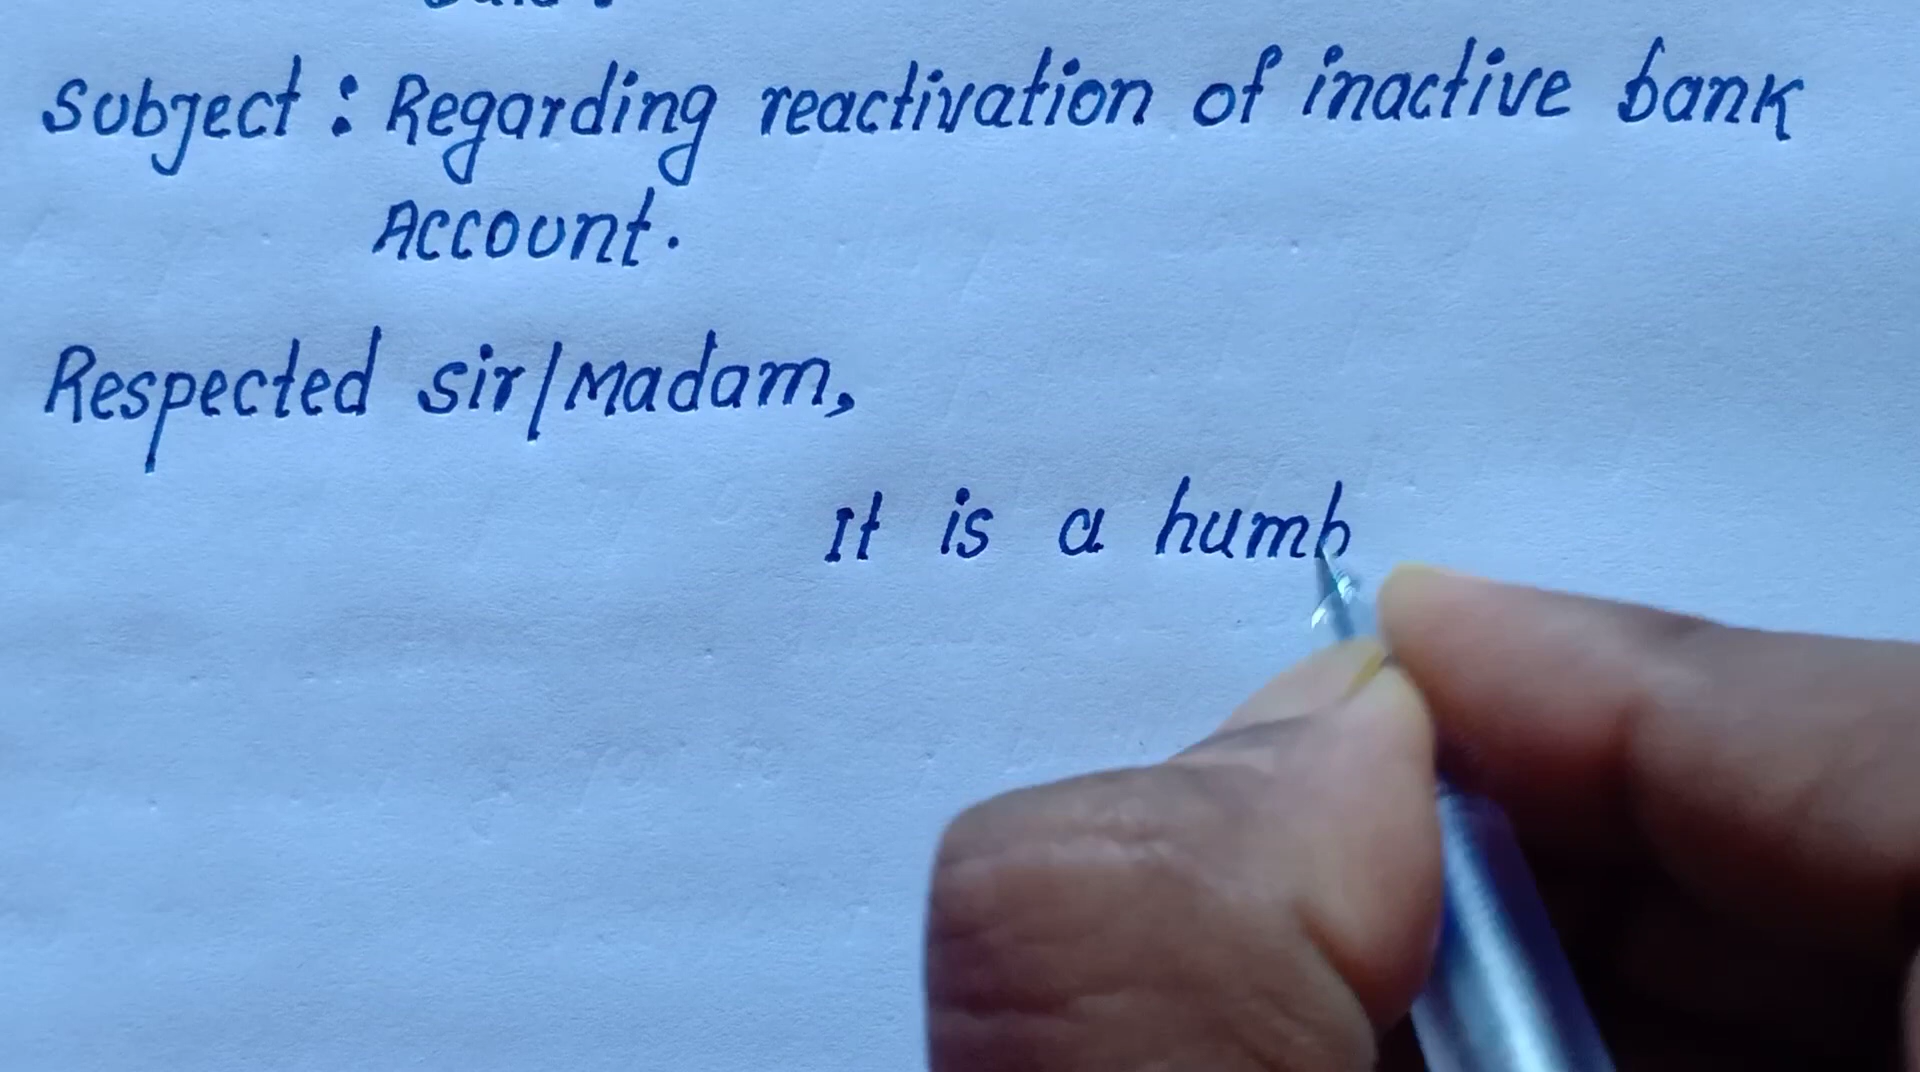 Subject : Regarding reactivation of inactive bank
Account.
Respected sir/Madam,
It is a humb